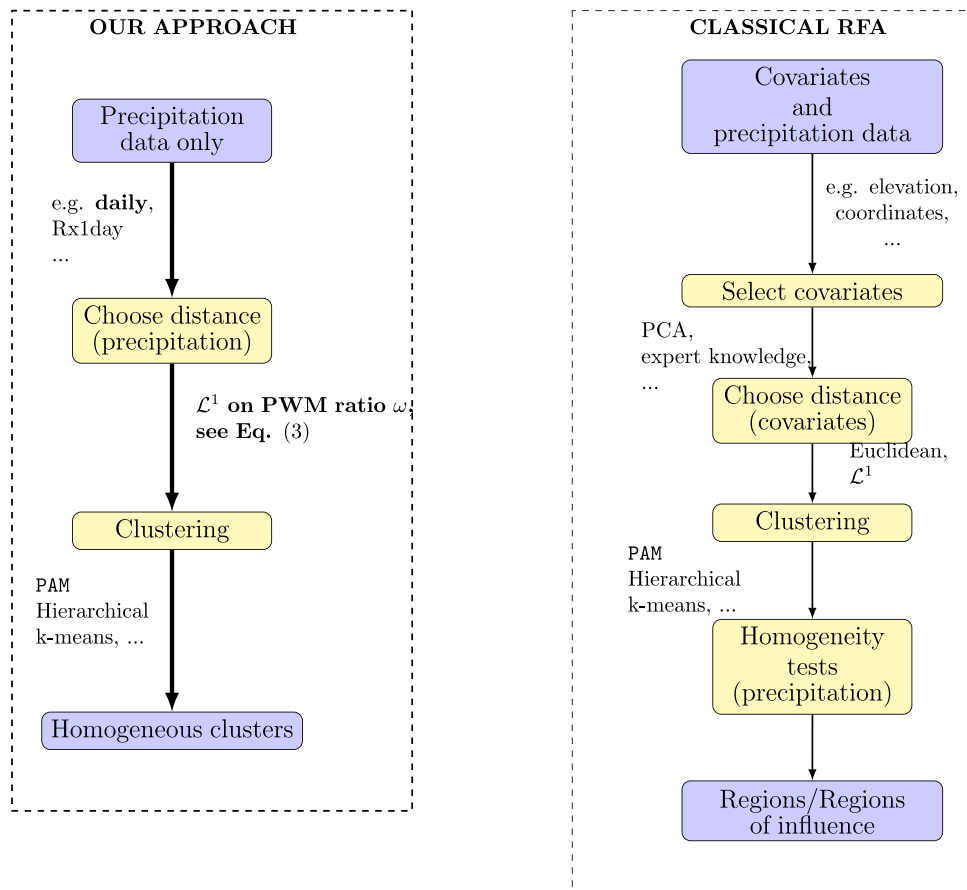 OUR APPROACH
Precipitation
data only
e.g. daily,
Rx1day
...
Choose distance
(precipitation)
ℒ¹ on PWM ratio ω,
see Eq. (3)
Clustering
PAM
Hierarchical
k-means, ...
Homogeneous clusters
CLASSICAL RFA
Covariates
and
precipitation data
e.g. elevation,
coordinates,
...
Select covariates
PCA,
expert knowledge,
...
Choose distance
(covariates)
Euclidean,
ℒ¹
Clustering
PAM
Hierarchical
k-means, ...
Homogeneity
tests
(precipitation)
Regions/Regions
of influence